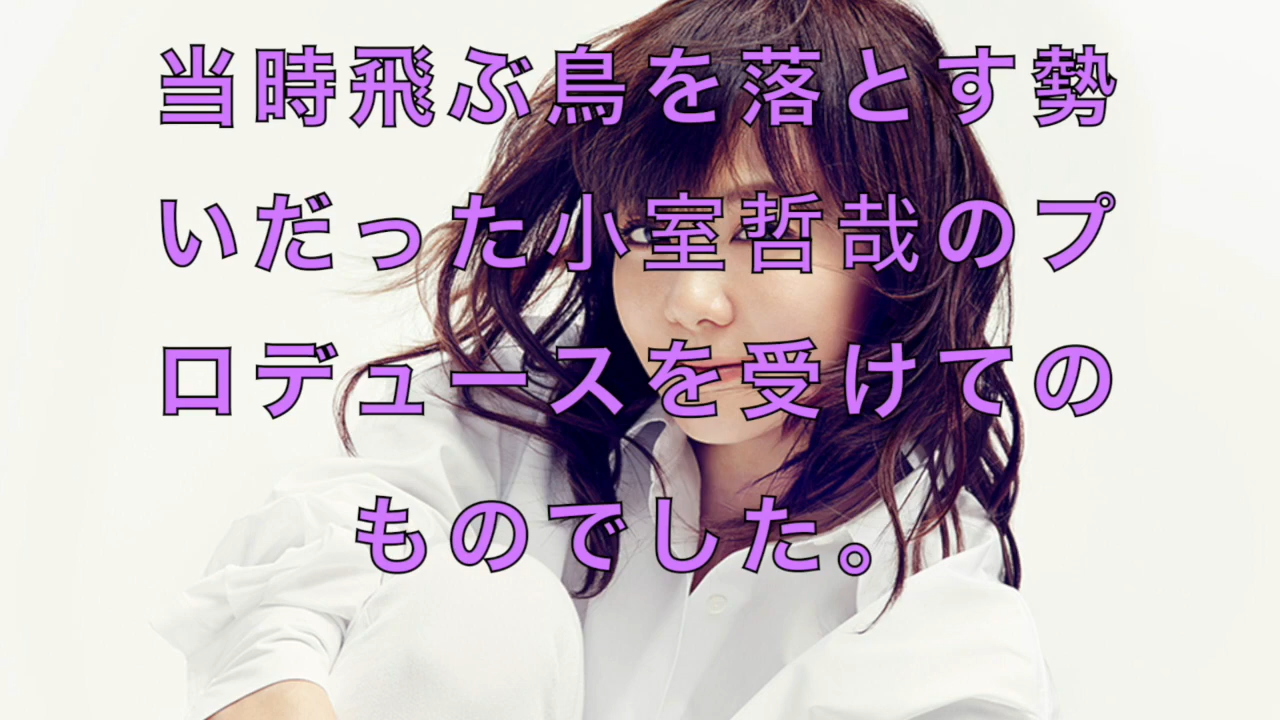 当時飛ぶ鳥を落とす勢
いだった小室哲哉のプ
ロデュースを受けての
ものでした。